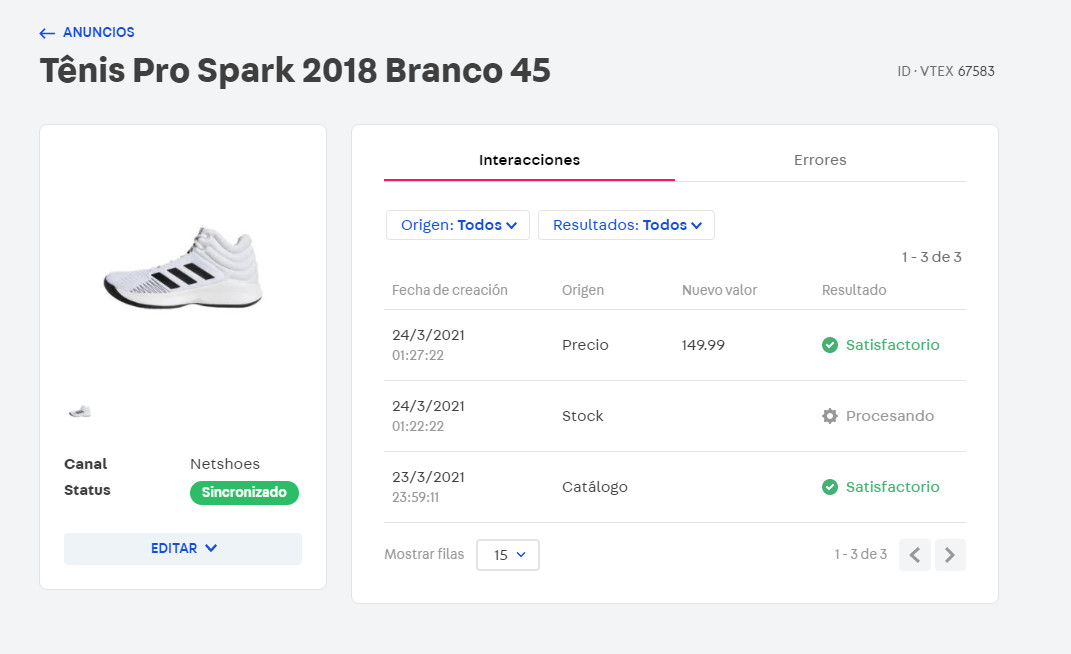 ANUNCIOS
Tênis Pro Spark 2018 Branco 45
ID · VTEX 67583
Interacciones
Errores
Origen: Todos
Resultados: Todos
1 - 3 de 3
Fecha de creación Origen Nuevo valor Resultado
24/3/2021
01:27:22
Precio 149.99 Satisfactorio
24/3/2021
01:22:22
Stock Procesando
23/3/2021
23:59:11
Catálogo Satisfactorio
Mostrar filas 15
1 - 3 de 3
Canal Netshoes
Status Sincronizado
EDITAR